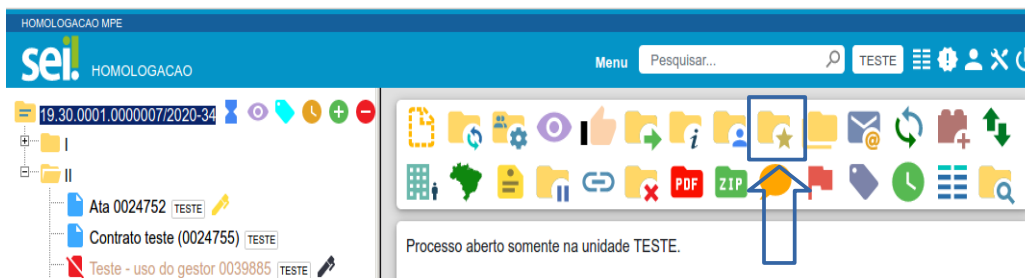 HOMOLOGACAO MPE
sei! HOMOLOGACAO
Menu Pesquisar... TESTE
19.30.0001.0000007/2020-34
I
II
Ata 0024752 TESTE
Contrato teste (0024755) TESTE
Teste - uso do gestor 0039885 TESTE
PDF ZIP
Processo aberto somente na unidade TESTE.